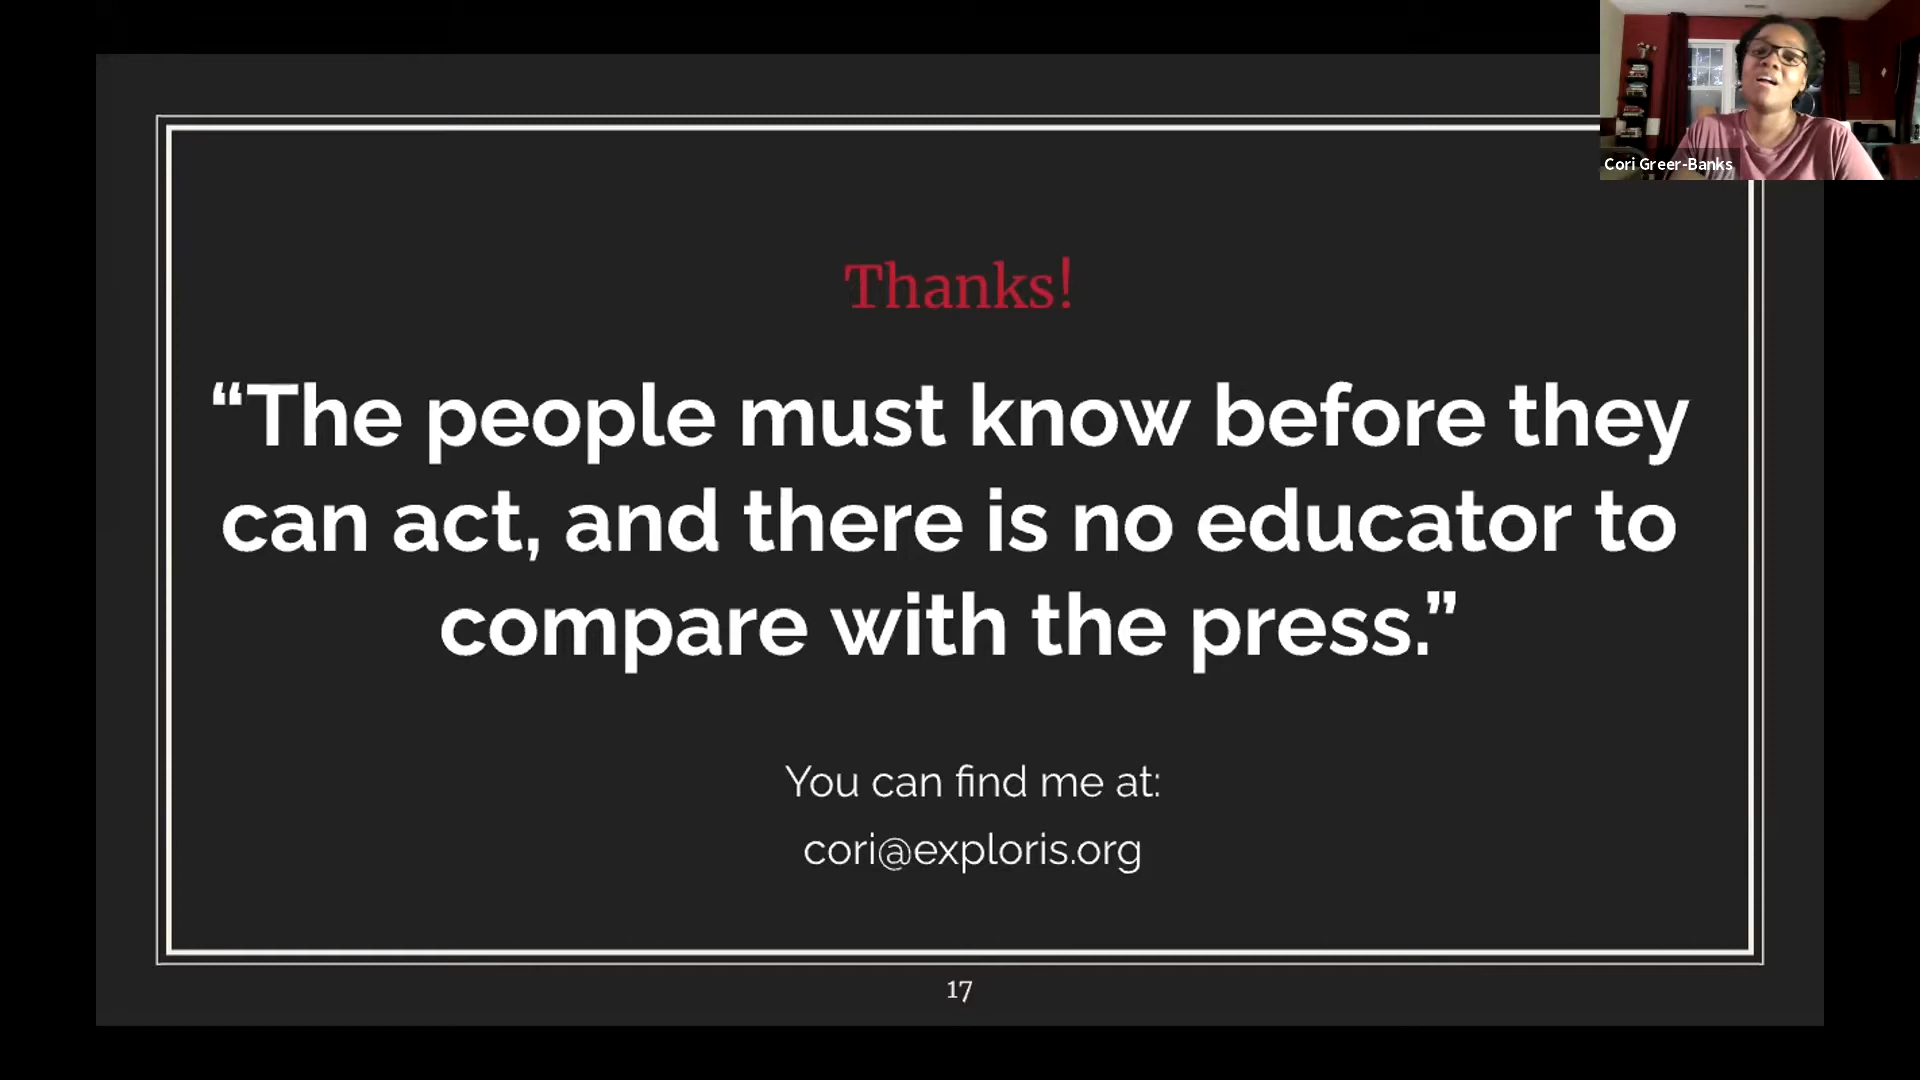 Cori Greer-Banks
Thanks!
“The people must know before they
can act, and there is no educator to
compare with the press.”
You can find me at:
cori@exploris.org
17